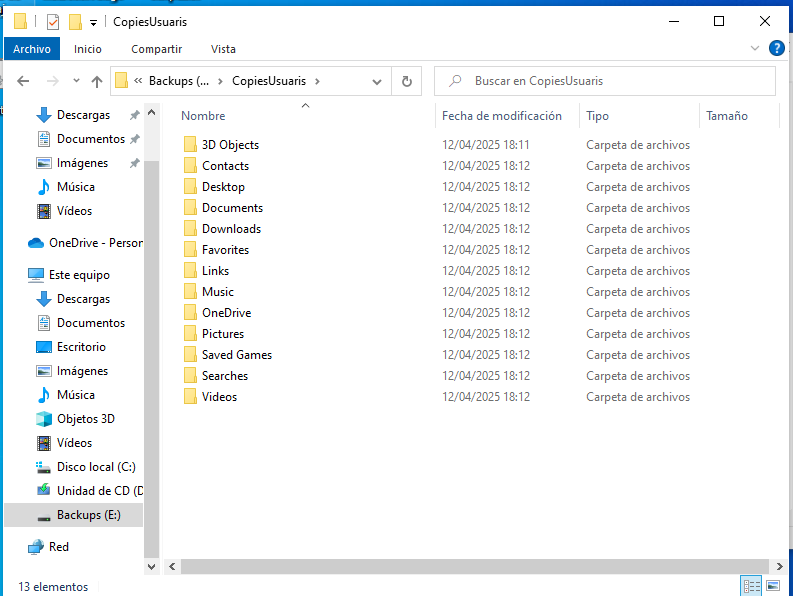 CopiesUsuaris
Archivo Inicio Compartir Vista
« Backups (... > CopiesUsuaris > Buscar en CopiesUsuaris
Nombre Fecha de modificación Tipo Tamaño
Descargas
Documentos
Imágenes
Música
Vídeos
OneDrive - Person
Este equipo
Descargas
Documentos
Escritorio
Imágenes
Música
Objetos 3D
Vídeos
Disco local (C:)
Unidad de CD (D
Backups (E:)
Red
3D Objects 12/04/2025 18:11 Carpeta de archivos
Contacts 12/04/2025 18:12 Carpeta de archivos
Desktop 12/04/2025 18:12 Carpeta de archivos
Documents 12/04/2025 18:12 Carpeta de archivos
Downloads 12/04/2025 18:12 Carpeta de archivos
Favorites 12/04/2025 18:12 Carpeta de archivos
Links 12/04/2025 18:12 Carpeta de archivos
Music 12/04/2025 18:12 Carpeta de archivos
OneDrive 12/04/2025 18:12 Carpeta de archivos
Pictures 12/04/2025 18:12 Carpeta de archivos
Saved Games 12/04/2025 18:12 Carpeta de archivos
Searches 12/04/2025 18:12 Carpeta de archivos
Videos 12/04/2025 18:12 Carpeta de archivos
13 elementos